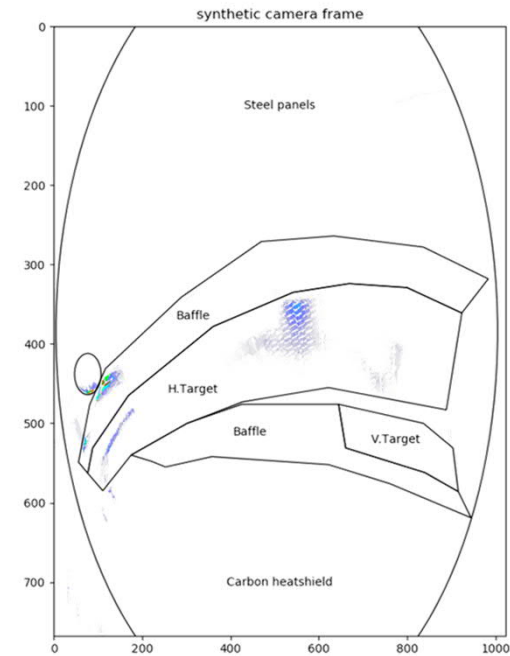 synthetic camera frame
0
100
200
300
400
500
600
700
Steel panels
Baffle
H.Target
Baffle
V.Target
Carbon heatshield
0 200 400 600 800 1000